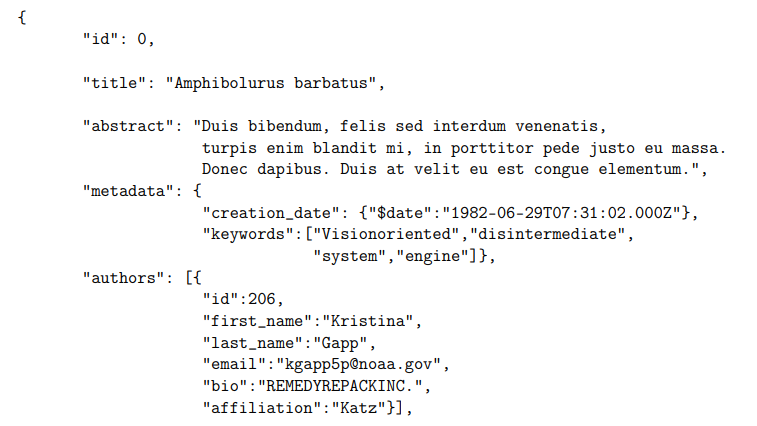 {
"id": 0,
"title": "Amphibolurus barbatus",
"abstract": "Duis bibendum, felis sed interdum venenatis,
turpis enim blandit mi, in porttitor pede justo eu massa.
Donec dapibus. Duis at velit eu est congue elementum.",
"metadata": {
"creation_date": {"$date":"1982-06-29T07:31:02.000Z"},
"keywords":["Visionoriented","disintermediate",
"system","engine"]},
"authors": [{
"id":206,
"first_name":"Kristina",
"last_name":"Gapp",
"email":"kgapp5p@noaa.gov",
"bio":"REMEDYREPACKINC.",
"affiliation":"Katz"}],